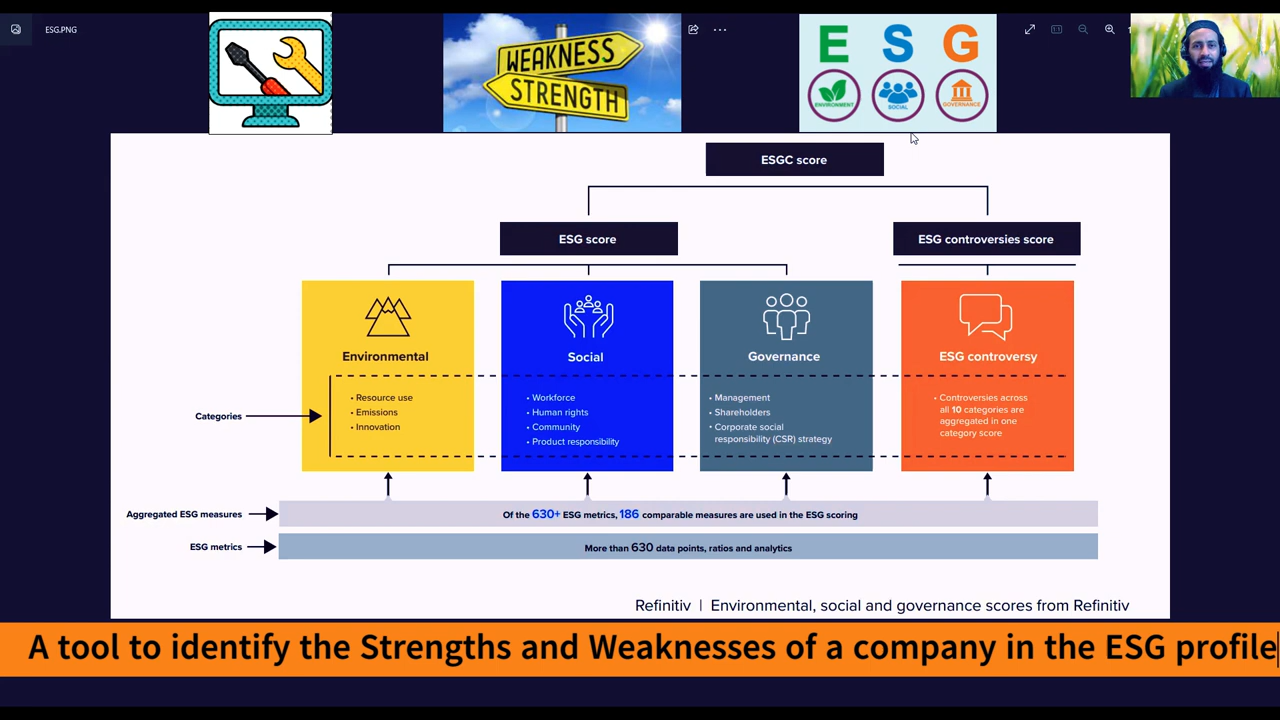 ESG.PNG
WEAKNESS
STRENGTH
E S G
ENVIRONMENT
SOCIAL
GOVERNANCE
ESGC score
ESG score
ESG controversies score
Environmental
Social
Governance
ESG controversy
Categories
• Resource use
• Emissions
• Innovation
• Workforce
• Human rights
• Community
• Product responsibility
• Management
• Shareholders
• Corporate social
responsibility (CSR) strategy
• Controversies across
all 10 categories are
aggregated in one
category score
Aggregated ESG measures
Of the 630+ ESG metrics, 186 comparable measures are used in the ESG scoring
ESG metrics
More than 630 data points, ratios and analytics
Refinitiv | Environmental, social and governance scores from Refinitiv
A tool to identify the Strengths and Weaknesses of a company in the ESG profile